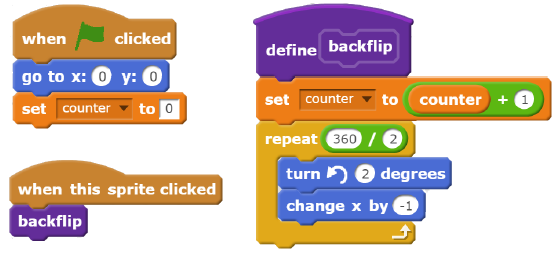 when clicked
go to x: 0 y: 0
set counter to 0
when this sprite clicked
backflip
define backflip
set counter to counter + 1
repeat 360 / 2
turn 2 degrees
change x by -1